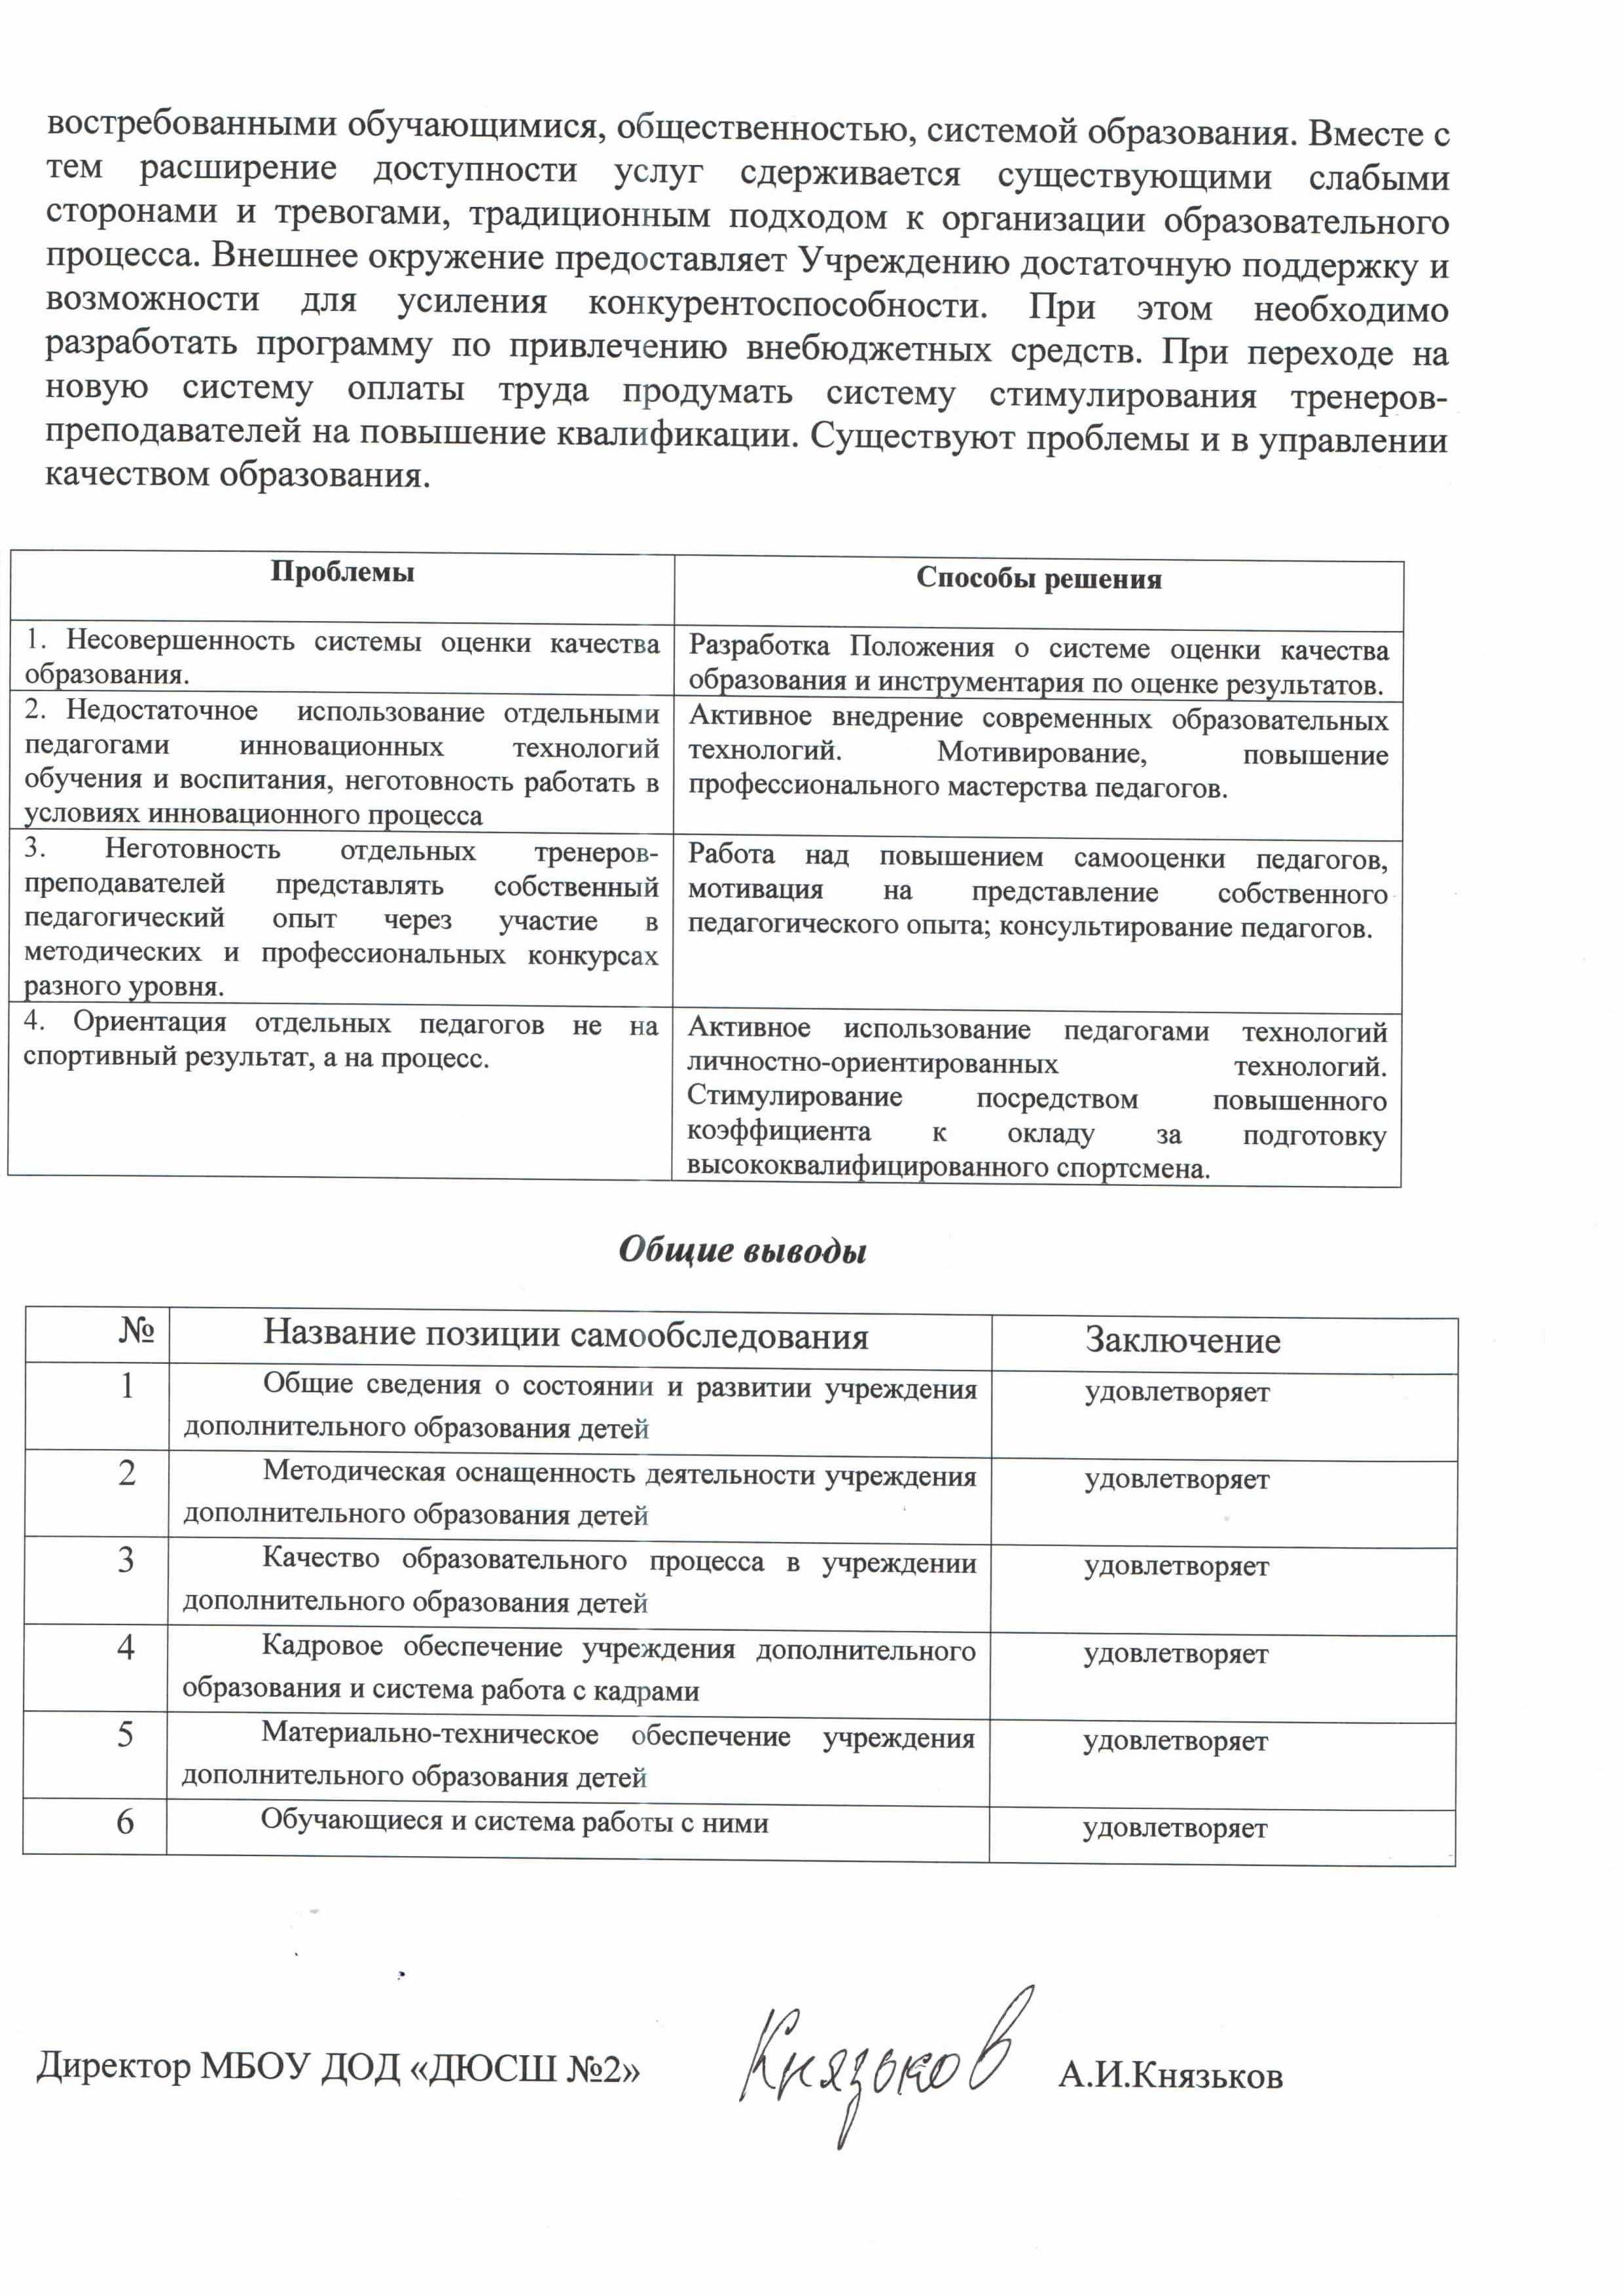 востребованными обучающимися, общественностью, системой образования. Вместе с
тем расширение доступности услуг сдерживается существующими слабыми
сторонами и тревогами, традиционным подходом к организации образовательного
процесса. Внешнее окружение предоставляет Учреждению достаточную поддержку и
возможности для усиления конкурентоспособности. При этом необходимо
разработать программу по привлечению внебюджетных средств. При переходе на
новую систему оплаты труда продумать систему стимулирования тренеров-
преподавателей на повышение квалификации. Существуют проблемы и в управлении
качеством образования.
Проблемы
Способы решения
1. Несовершенность системы оценки качества
образования.
Разработка Положения о системе оценки качества
образования и инструментария по оценке результатов.
2. Недостаточное использование отдельными
педагогами инновационных технологий
обучения и воспитания, неготовность работать в
условиях инновационного процесса
Активное внедрение современных образовательных
технологий. Мотивирование, повышение
профессионального мастерства педагогов.
3. Неготовность отдельных тренеров-
преподавателей представлять собственный
педагогический опыт через участие в
методических и профессиональных конкурсах
разного уровня.
Работа над повышением самооценки педагогов,
мотивация на представление собственного
педагогического опыта; консультирование педагогов.
4. Ориентация отдельных педагогов не на
спортивный результат, а на процесс.
Активное использование педагогами технологий
личностно-ориентированных технологий.
Стимулирование посредством повышенного
коэффициента к окладу за подготовку
высококвалифицированного спортсмена.
Общие выводы
№ Название позиции самообследования Заключение
1 Общие сведения о состоянии и развитии учреждения удовлетворяет
дополнительного образования детей
2 Методическая оснащенность деятельности учреждения удовлетворяет
дополнительного образования детей
3 Качество образовательного процесса в учреждении удовлетворяет
дополнительного образования детей
4 Кадровое обеспечение учреждения дополнительного удовлетворяет
образования и система работа с кадрами
5 Материально-техническое обеспечение учреждения удовлетворяет
дополнительного образования детей
6 Обучающиеся и система работы с ними удовлетворяет
Директор МБОУ ДОД «ДЮСШ №2» Князьков А.И.Князьков